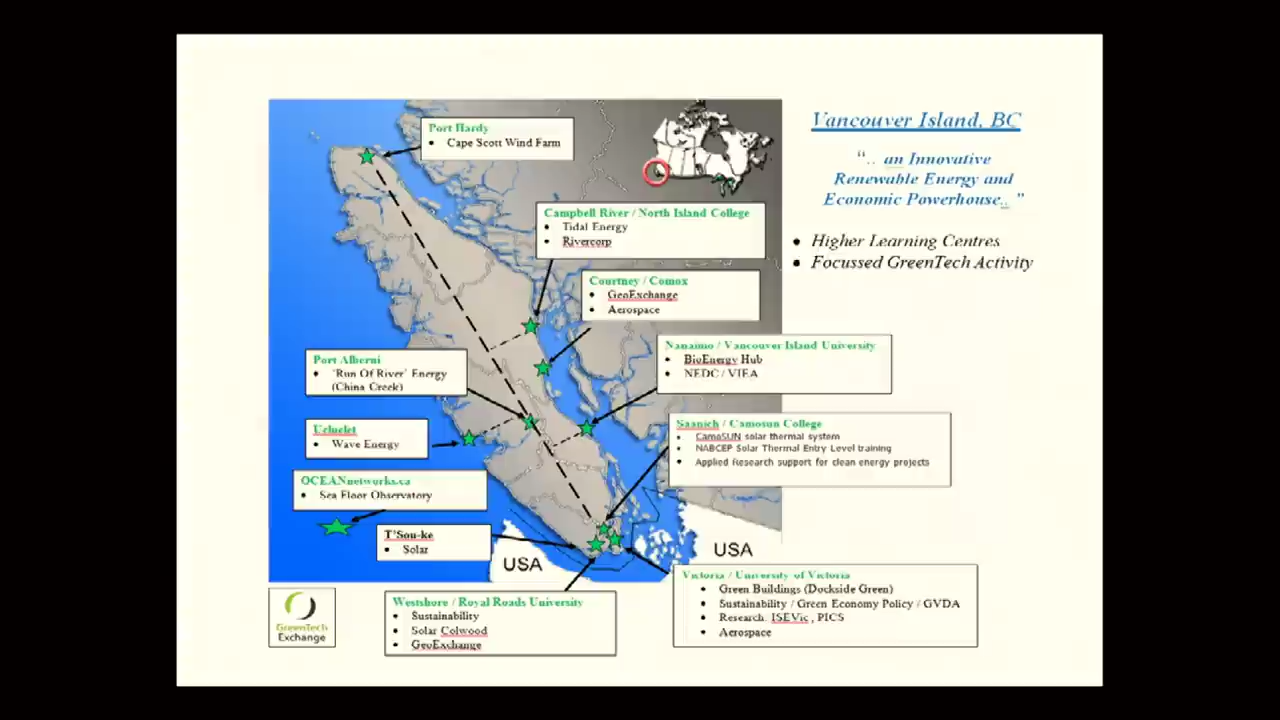 Vancouver Island, BC
“.. an Innovative
Renewable Energy and
Economic Powerhouse.. ”
• Higher Learning Centres
• Focussed GreenTech Activity
Port Hardy
• Cape Scott Wind Farm
Campbell River / North Island College
• Tidal Energy
• Rivercorp
Courtney / Comox
• GeoExchange
• Aerospace
Nanaimo / Vancouver Island University
• BioEnergy Hub
• NEDC / VIEA
Port Alberni
• ‘Run Of River’ Energy
(China Creek)
Ucluelet
• Wave Energy
Saanich / Camosun College
• CamoSUN solar thermal system
• NABCEP Solar Thermal Entry Level training
• Applied Research support for clean energy projects
OCEANnetworks.ca
• Sea Floor Observatory
T'Sou-ke
• Solar
USA
USA
Victoria / University of Victoria
• Green Buildings (Dockside Green)
• Sustainability / Green Economy Policy / GVDA
• Research: ISEVic , PICS
• Aerospace
Westshore / Royal Roads University
• Sustainability
• Solar Colwood
• GeoExchange
GreenTech
Exchange